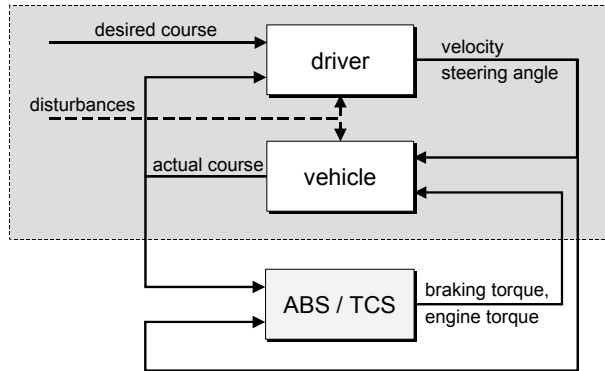 desired course
driver
velocity
steering angle
disturbances
actual course
vehicle
ABS / TCS
braking torque,
engine torque